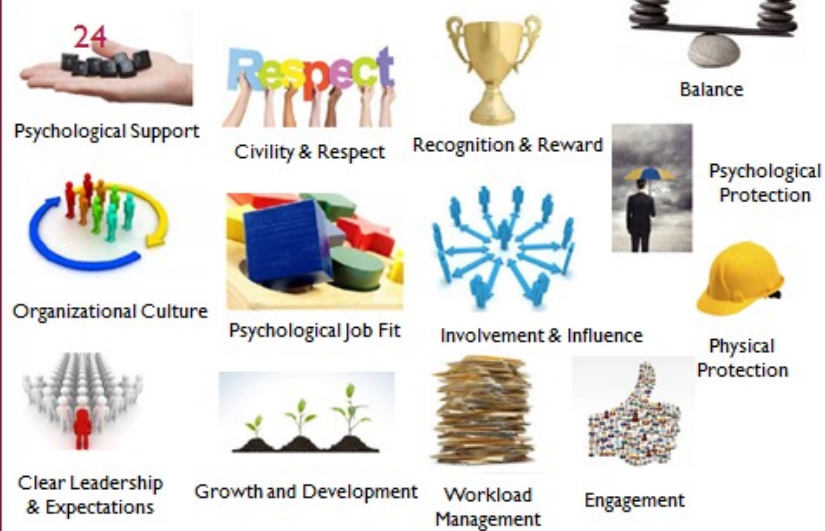 24
Respect
Balance
Psychological Support
Civility & Respect
Recognition & Reward
Psychological
Protection
Organizational Culture
Psychological Job Fit
Involvement & Influence
Physical
Protection
Clear Leadership
& Expectations
Growth and Development
Workload
Management
Engagement